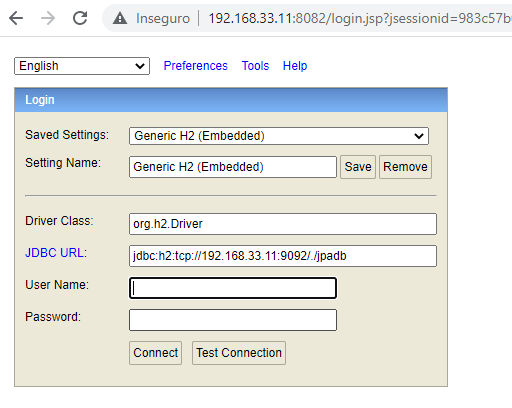 Inseguro 192.168.33.11:8082/login.jsp?jsessionid=983c57b
English Preferences Tools Help
Login
Saved Settings: Generic H2 (Embedded)
Setting Name: Generic H2 (Embedded) Save Remove
Driver Class: org.h2.Driver
JDBC URL: jdbc:h2:tcp://192.168.33.11:9092/./jpadb
User Name:
Password:
Connect Test Connection